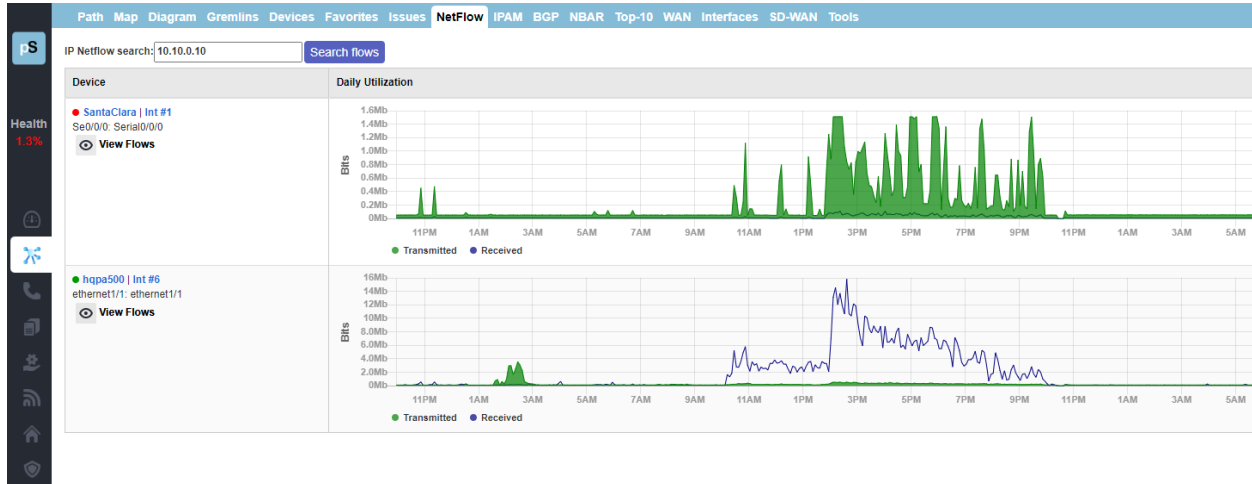 Path Map Diagram Gremlins Devices Favorites Issues NetFlow IPAM BGP NBAR Top-10 WAN Interfaces SD-WAN Tools
pS
IP Netflow search: 10.10.0.10 Search flows
Device Daily Utilization
Health
1.3%
SantaClara | Int #1
Se0/0/0: Serial0/0/0
View Flows
Bits
1.6Mb
1.4Mb
1.2Mb
1.0Mb
0.8Mb
0.6Mb
0.4Mb
0.2Mb
0Mb
11PM 1AM 3AM 5AM 7AM 9AM 11AM 1PM 3PM 5PM 7PM 9PM 11PM 1AM 3AM 5AM
Transmitted Received
hqpa500 | Int #6
ethernet1/1: ethernet1/1
View Flows
Bits
16Mb
14Mb
12Mb
10Mb
8.0Mb
6.0Mb
4.0Mb
2.0Mb
0Mb
11PM 1AM 3AM 5AM 7AM 9AM 11AM 1PM 3PM 5PM 7PM 9PM 11PM 1AM 3AM 5AM
Transmitted Received